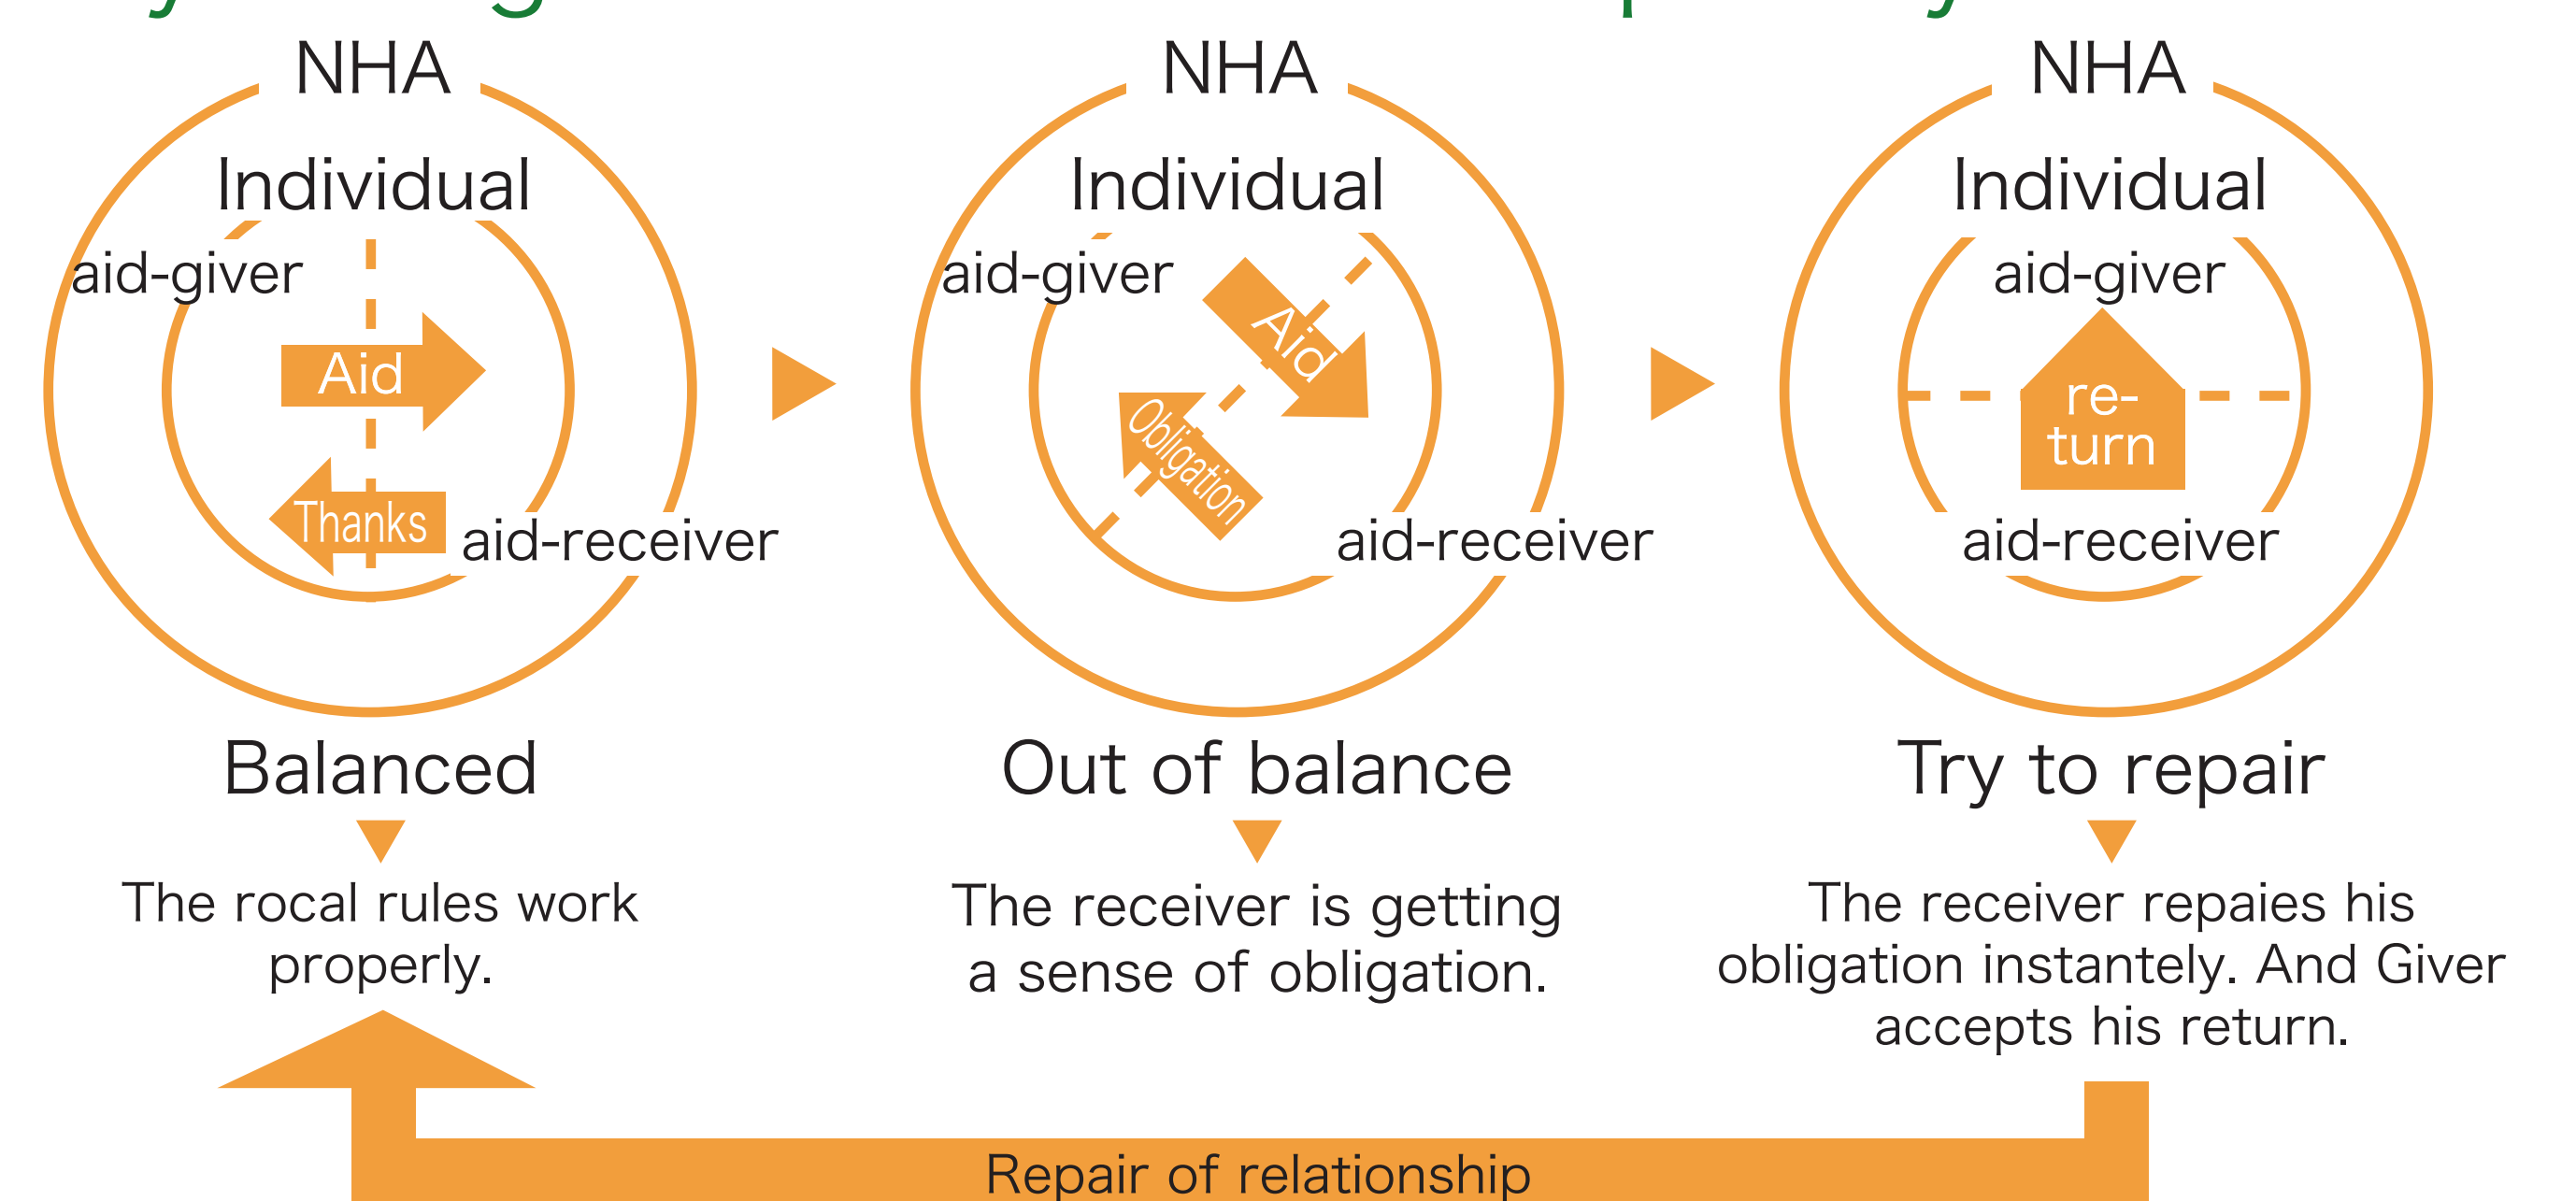 NHA
Individual
aid-giver
Aid
Thanks
aid-receiver
Balanced
The rocal rules work
properly.
NHA
Individual
aid-giver
Aid
Obligation
aid-receiver
Out of balance
The receiver is getting
a sense of obligation.
NHA
Individual
aid-giver
re-
turn
aid-receiver
Try to repair
The receiver repaies his
obligation instantely. And Giver
accepts his return.
Repair of relationship